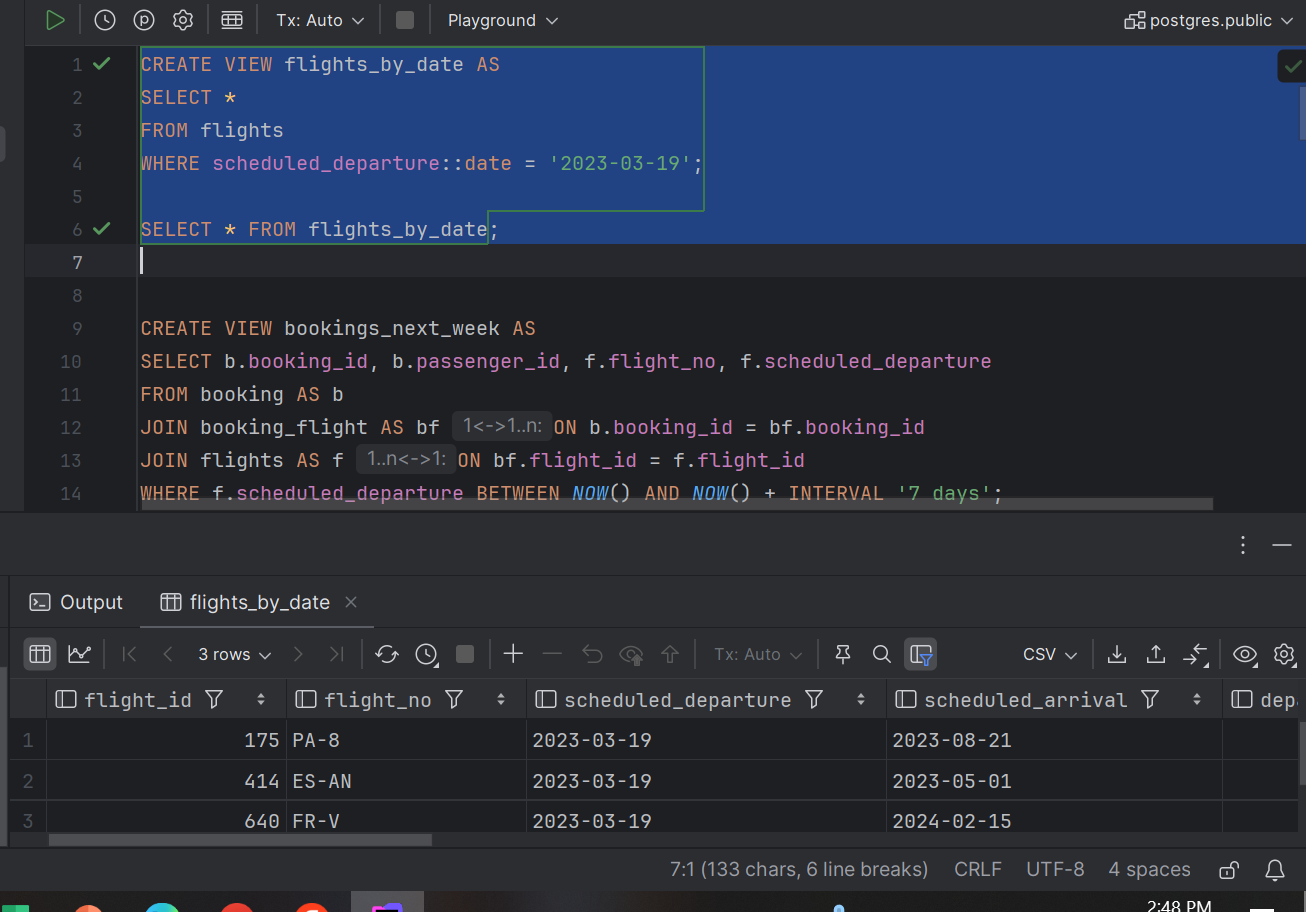 Tx: Auto Playground postgres.public
1 CREATE VIEW flights_by_date AS
2 SELECT *
3 FROM flights
4 WHERE scheduled_departure::date = '2023-03-19';
5
6 SELECT * FROM flights_by_date;
7
8
9 CREATE VIEW bookings_next_week AS
10 SELECT b.booking_id, b.passenger_id, f.flight_no, f.scheduled_departure
11 FROM booking AS b
12 JOIN booking_flight AS bf 1<->1..n: ON b.booking_id = bf.booking_id
13 JOIN flights AS f 1..n<->1: ON bf.flight_id = f.flight_id
14 WHERE f.scheduled_departure BETWEEN NOW() AND NOW() + INTERVAL '7 days';
Output flights_by_date
3 rows Tx: Auto CSV
flight_id flight_no scheduled_departure scheduled_arrival depa
1 175 PA-8 2023-03-19 2023-08-21
2 414 ES-AN 2023-03-19 2023-05-01
3 640 FR-V 2023-03-19 2024-02-15
7:1 (133 chars, 6 line breaks) CRLF UTF-8 4 spaces
2:48 PM